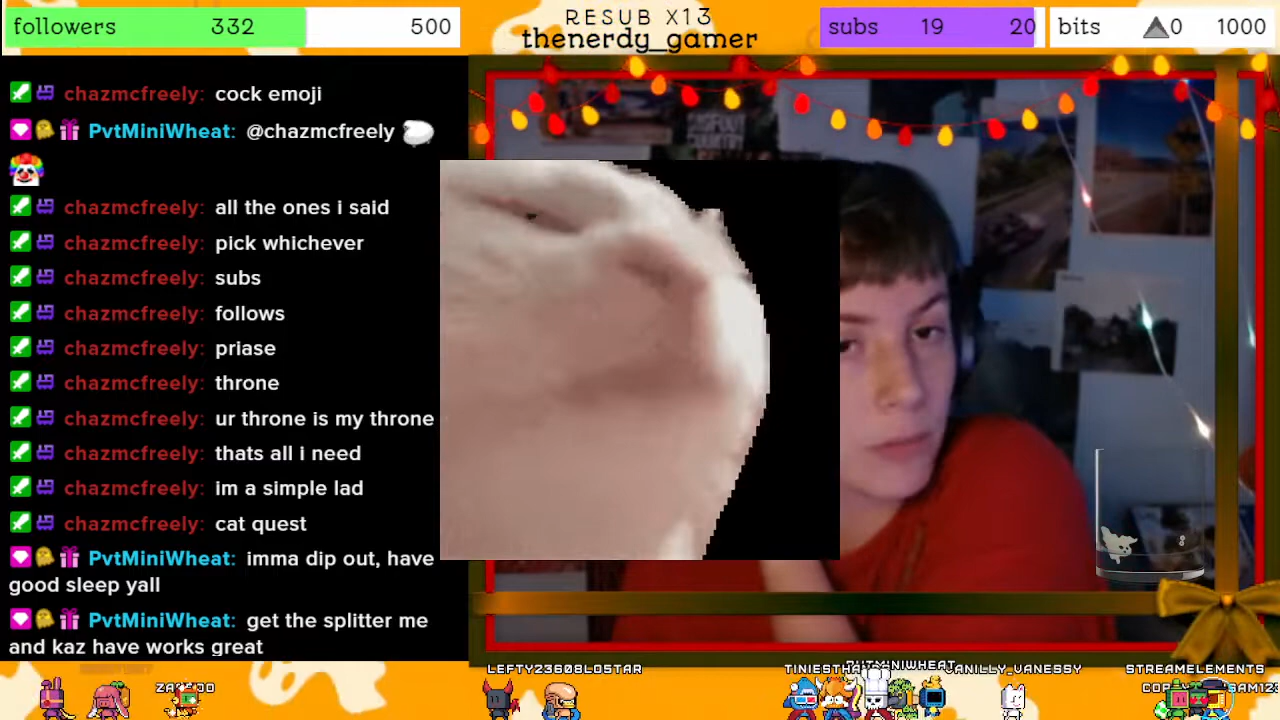 followers 332 500
RESUB X13
thenerdy_gamer
subs 19 20
bits 0 1000
chazmcfreely: cock emoji
PvtMiniWheat: @chazmcfreely
chazmcfreely: all the ones i said
chazmcfreely: pick whichever
chazmcfreely: subs
chazmcfreely: follows
chazmcfreely: priase
chazmcfreely: throne
chazmcfreely: ur throne is my throne
chazmcfreely: thats all i need
chazmcfreely: im a simple lad
chazmcfreely: cat quest
PvtMiniWheat: imma dip out, have
good sleep yall
PvtMiniWheat: get the splitter me
and kaz have works great
STREAMELEMENTS